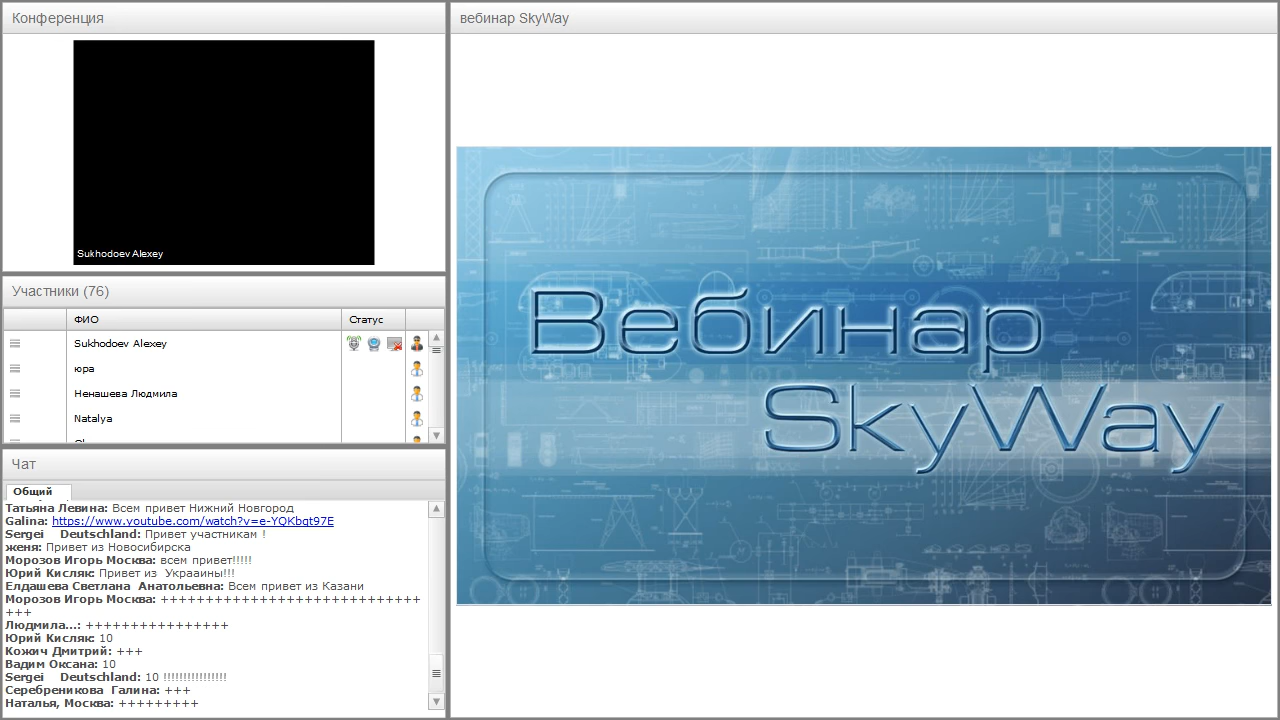 Конференция
Sukhodoev Alexey
Участники (76)
ФИО Статус
Sukhodoev Alexey
юра
Ненашева Людмила
Natalya
Чат
Общий
Татьяна Левина: Всем привет Нижний Новгород
Galina: https://www.youtube.com/watch?v=e-YQKbgt97E
Sergei Deutschland: Привет участникам !
женя: Привет из Новосибирска
Морозов Игорь Москва: всем привет!!!!!
Юрий Кисляк: Привет из Украаины!!!
Елдашева Светлана Анатольевна: Всем привет из Казани
Морозов Игорь Москва: +++++++++++++++++++++++++++++
+++
Людмила...: ++++++++++++++++
Юрий Кисляк: 10
Кожич Дмитрий: +++
Вадим Оксана: 10
Sergei Deutschland: 10 !!!!!!!!!!!!!!!!
Серебреникова Галина: +++
Наталья, Москва: +++++++++
вебинар SkyWay
Вебинар
SkyWay